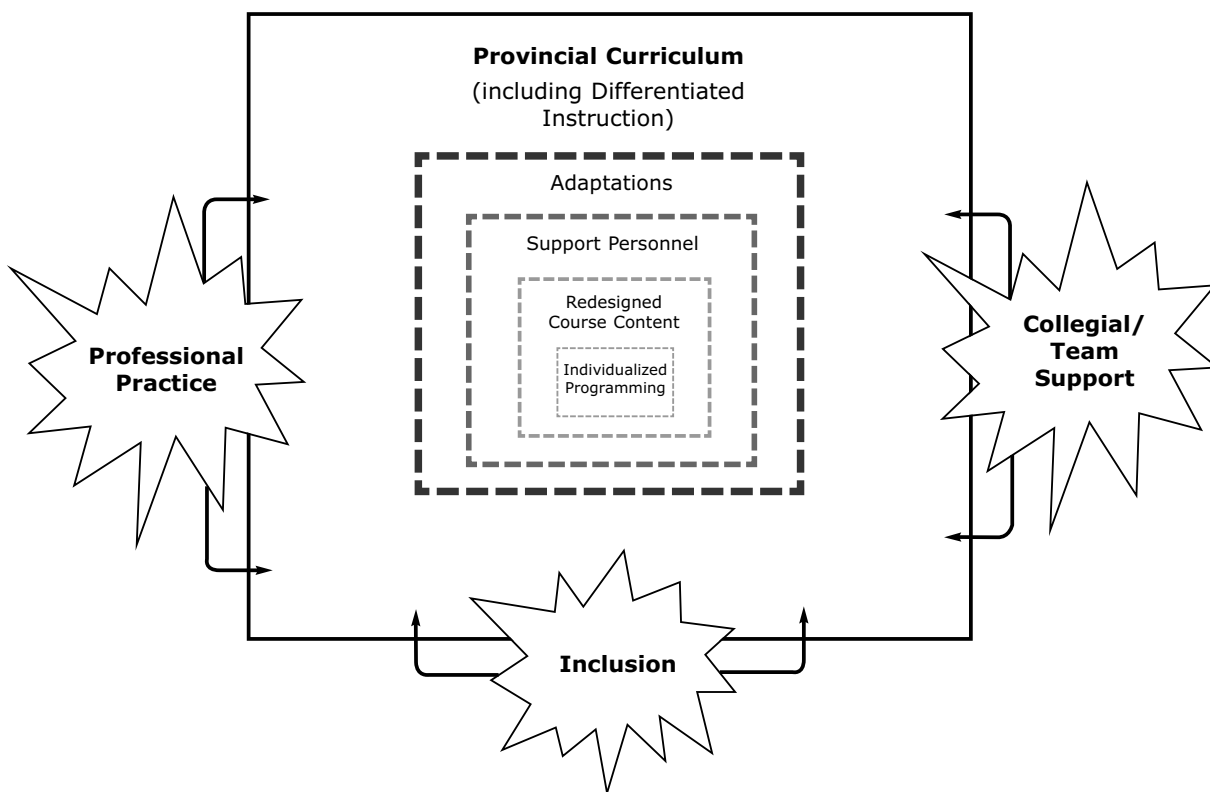 Provincial Curriculum
(including Differentiated
Instruction)
Adaptations
Support Personnel
Redesigned
Course Content
Individualized
Programming
Professional
Practice
Collegial/
Team
Support
Inclusion